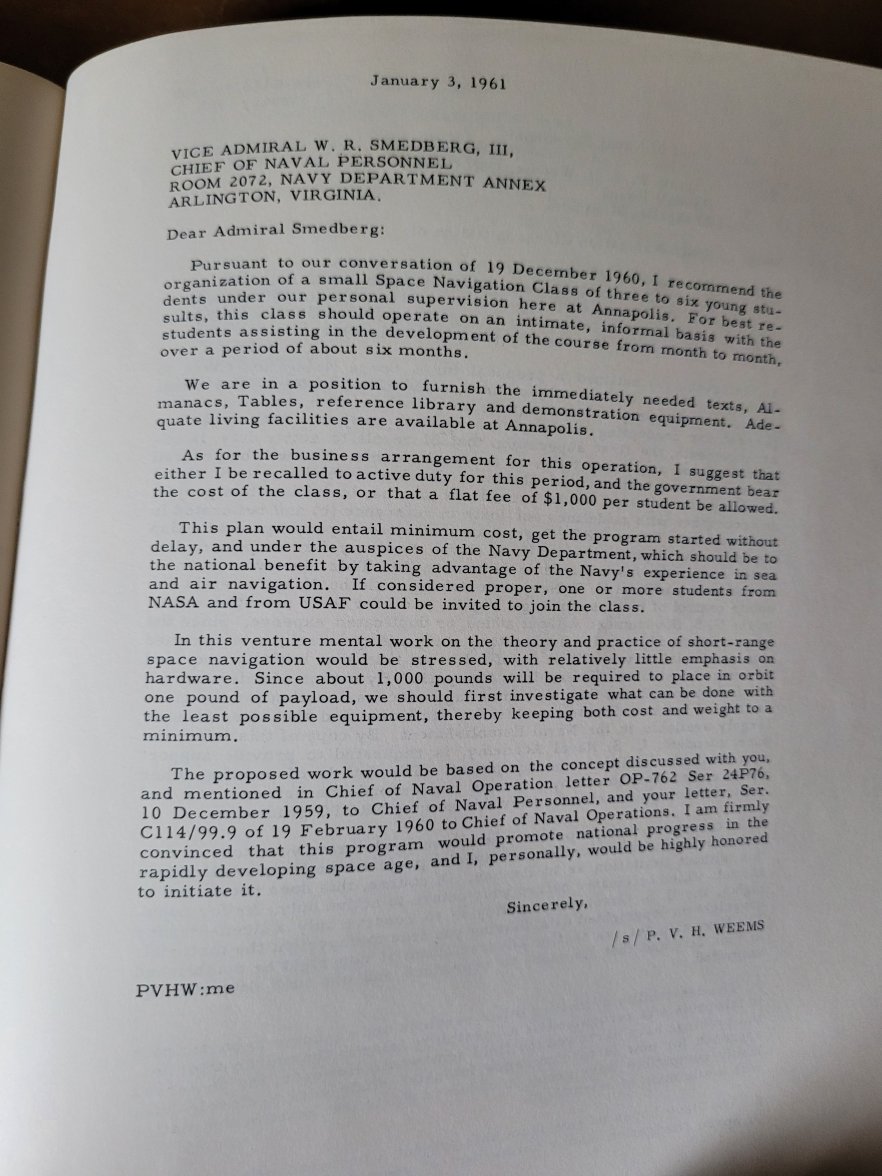 January 3, 1961
VICE ADMIRAL W. R. SMEDBERG, III,
CHIEF OF NAVAL PERSONNEL
ROOM 2072, NAVY DEPARTMENT ANNEX
ARLINGTON, VIRGINIA.
Dear Admiral Smedberg:
Pursuant to our conversation of 19 December 1960, I recommend the
organization of a small Space Navigation Class of three to six young stu-
dents under our personal supervision here at Annapolis. For best re-
sults, this class should operate on an intimate, informal basis with the
students assisting in the development of the course from month to month,
over a period of about six months.
We are in a position to furnish the immediately needed texts, Al-
manacs, Tables, reference library and demonstration equipment. Ade-
quate living facilities are available at Annapolis.
As for the business arrangement for this operation, I suggest that
either I be recalled to active duty for this period, and the government bear
the cost of the class, or that a flat fee of $1,000 per student be allowed.
This plan would entail minimum cost, get the program started without
delay, and under the auspices of the Navy Department, which should be to
the national benefit by taking advantage of the Navy's experience in sea
and air navigation. If considered proper, one or more students from
NASA and from USAF could be invited to join the class.
In this venture mental work on the theory and practice of short-range
space navigation would be stressed, with relatively little emphasis on
hardware. Since about 1,000 pounds will be required to place in orbit
one pound of payload, we should first investigate what can be done with
the least possible equipment, thereby keeping both cost and weight to a
minimum.
The proposed work would be based on the concept discussed with you,
and mentioned in Chief of Naval Operation letter OP-762 Ser 24P76,
10 December 1959, to Chief of Naval Personnel, and your letter, Ser.
C114/99.9 of 19 February 1960 to Chief of Naval Operations. I am firmly
convinced that this program would promote national progress in the
rapidly developing space age, and I, personally, would be highly honored
to initiate it.
Sincerely,
/s/ P. V. H. WEEMS
PVHW:me